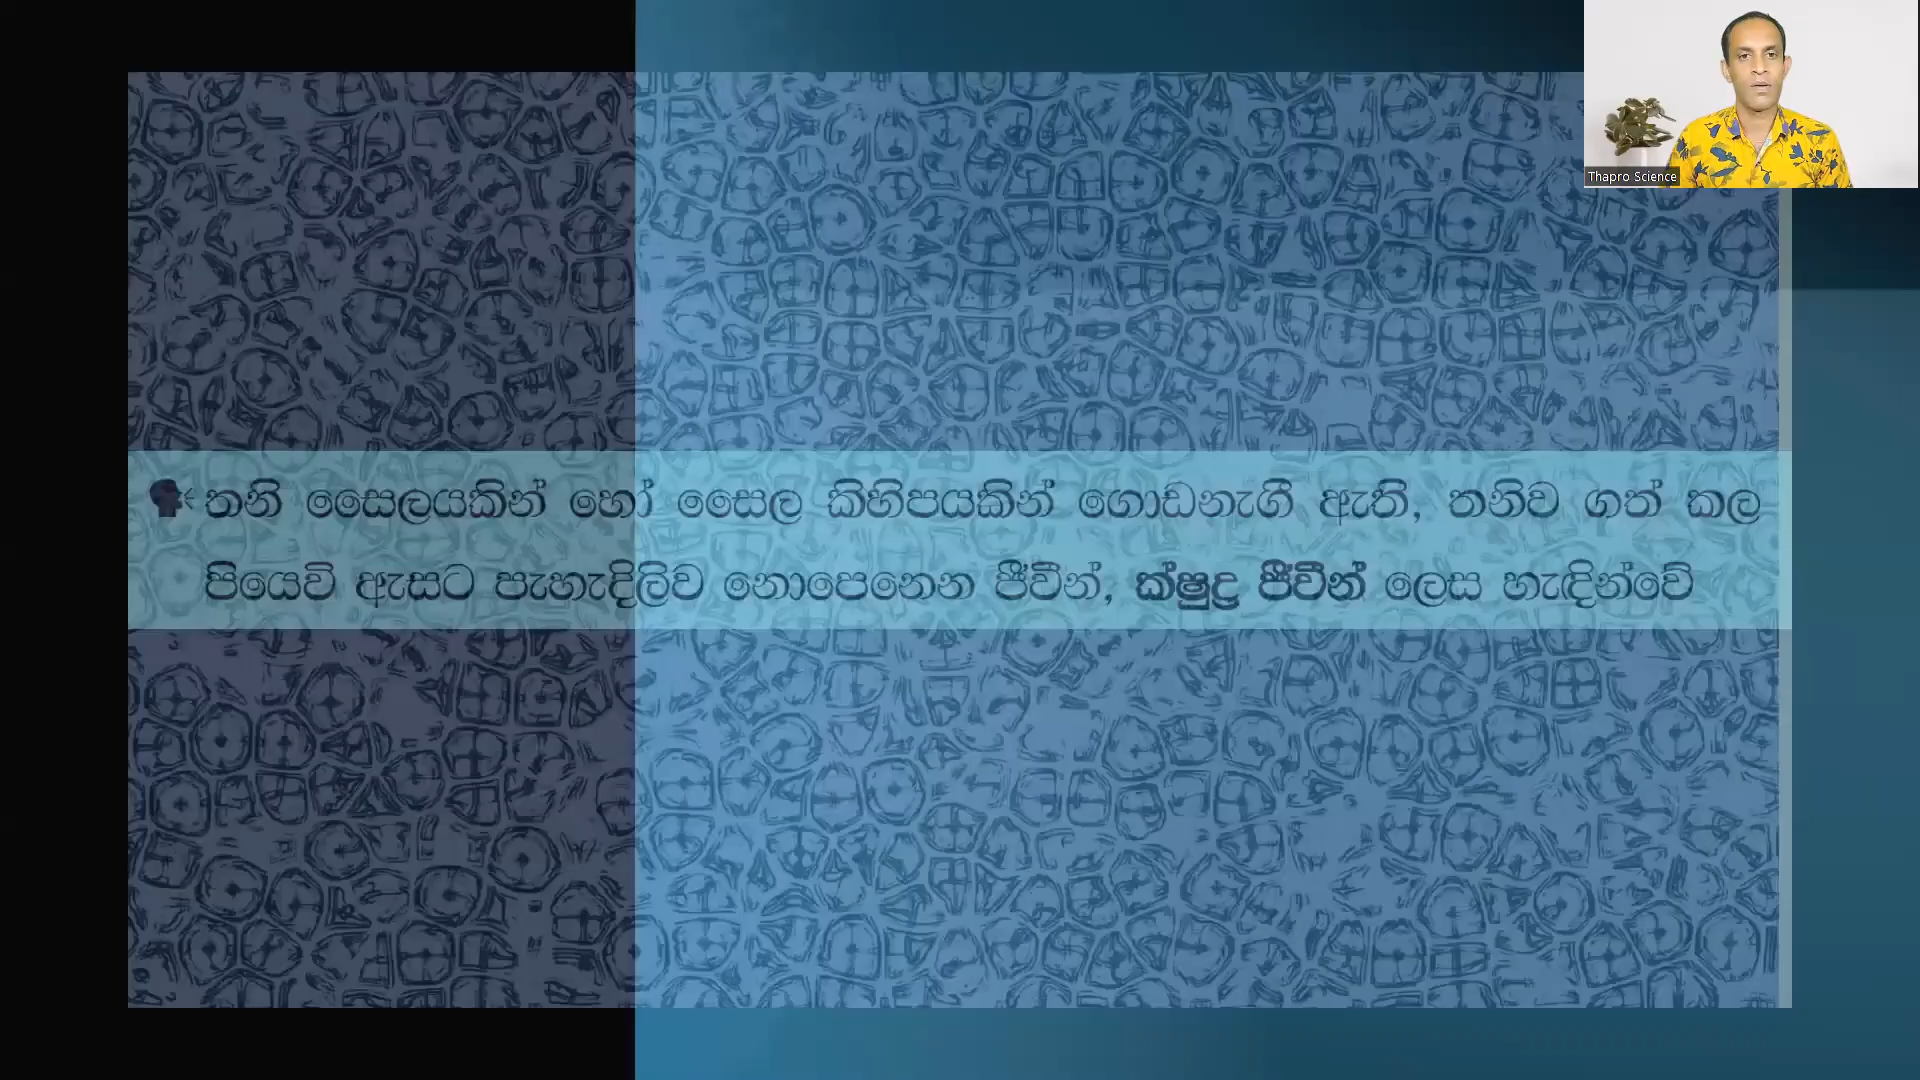 Thapro Science
තනි සෛලයකින් හෝ සෛල කිහිපයකින් ගොඩනැගී ඇති, තනිව ගත් කල
පියෙවි ඇසට පැහැදිලිව නොපෙනෙන ජීවීන්, ක්ෂුද්‍ර ජීවීන් ලෙස හැඳින්වේ